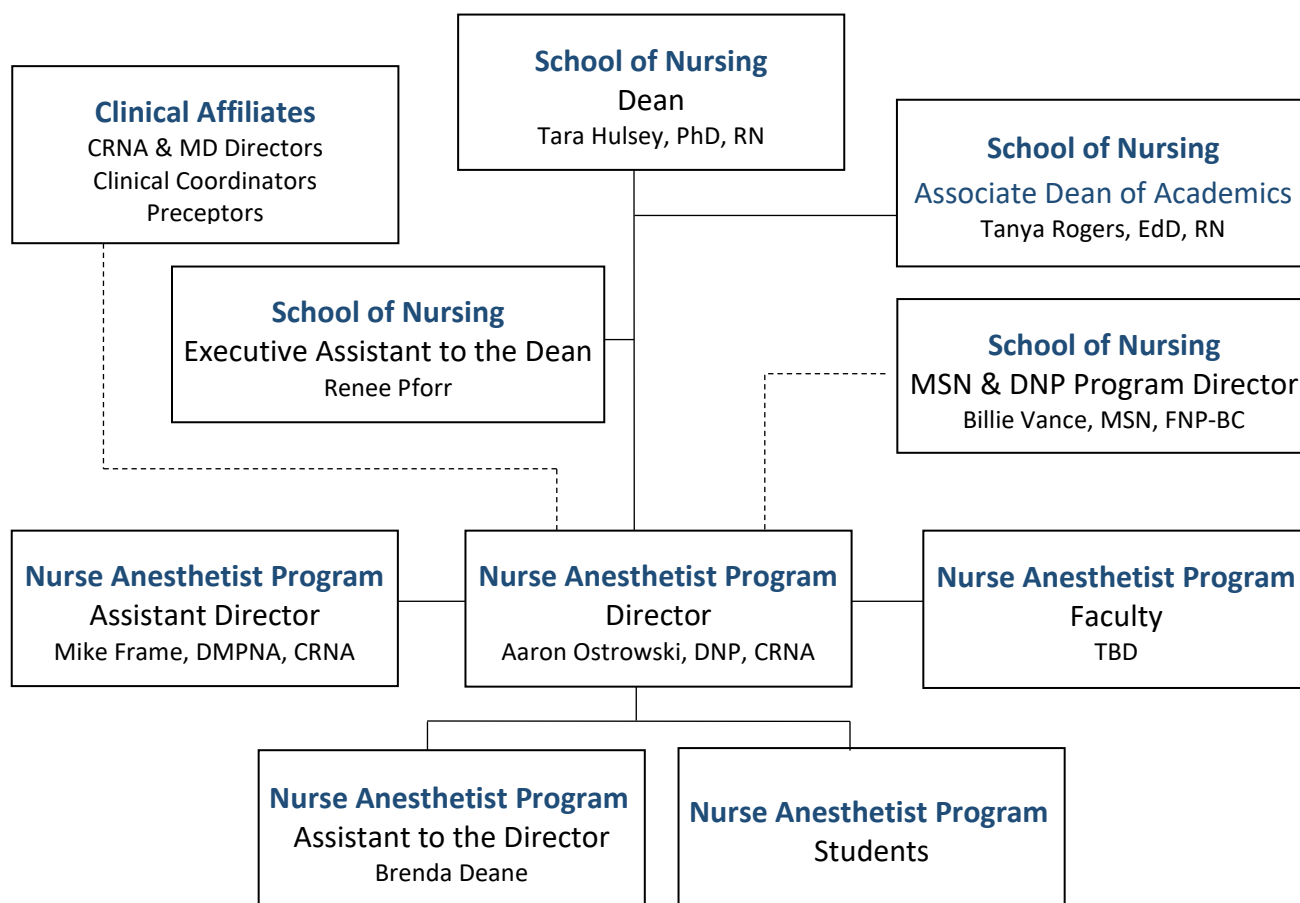 School of Nursing
Dean
Tara Hulsey, PhD, RN
Clinical Affiliates
CRNA & MD Directors
Clinical Coordinators
Preceptors
School of Nursing
Associate Dean of Academics
Tanya Rogers, EdD, RN
School of Nursing
Executive Assistant to the Dean
Renee Pforr
School of Nursing
MSN & DNP Program Director
Billie Vance, MSN, FNP-BC
Nurse Anesthetist Program
Assistant Director
Mike Frame, DMPNA, CRNA
Nurse Anesthetist Program
Director
Aaron Ostrowski, DNP, CRNA
Nurse Anesthetist Program
Faculty
TBD
Nurse Anesthetist Program
Assistant to the Director
Brenda Deane
Nurse Anesthetist Program
Students